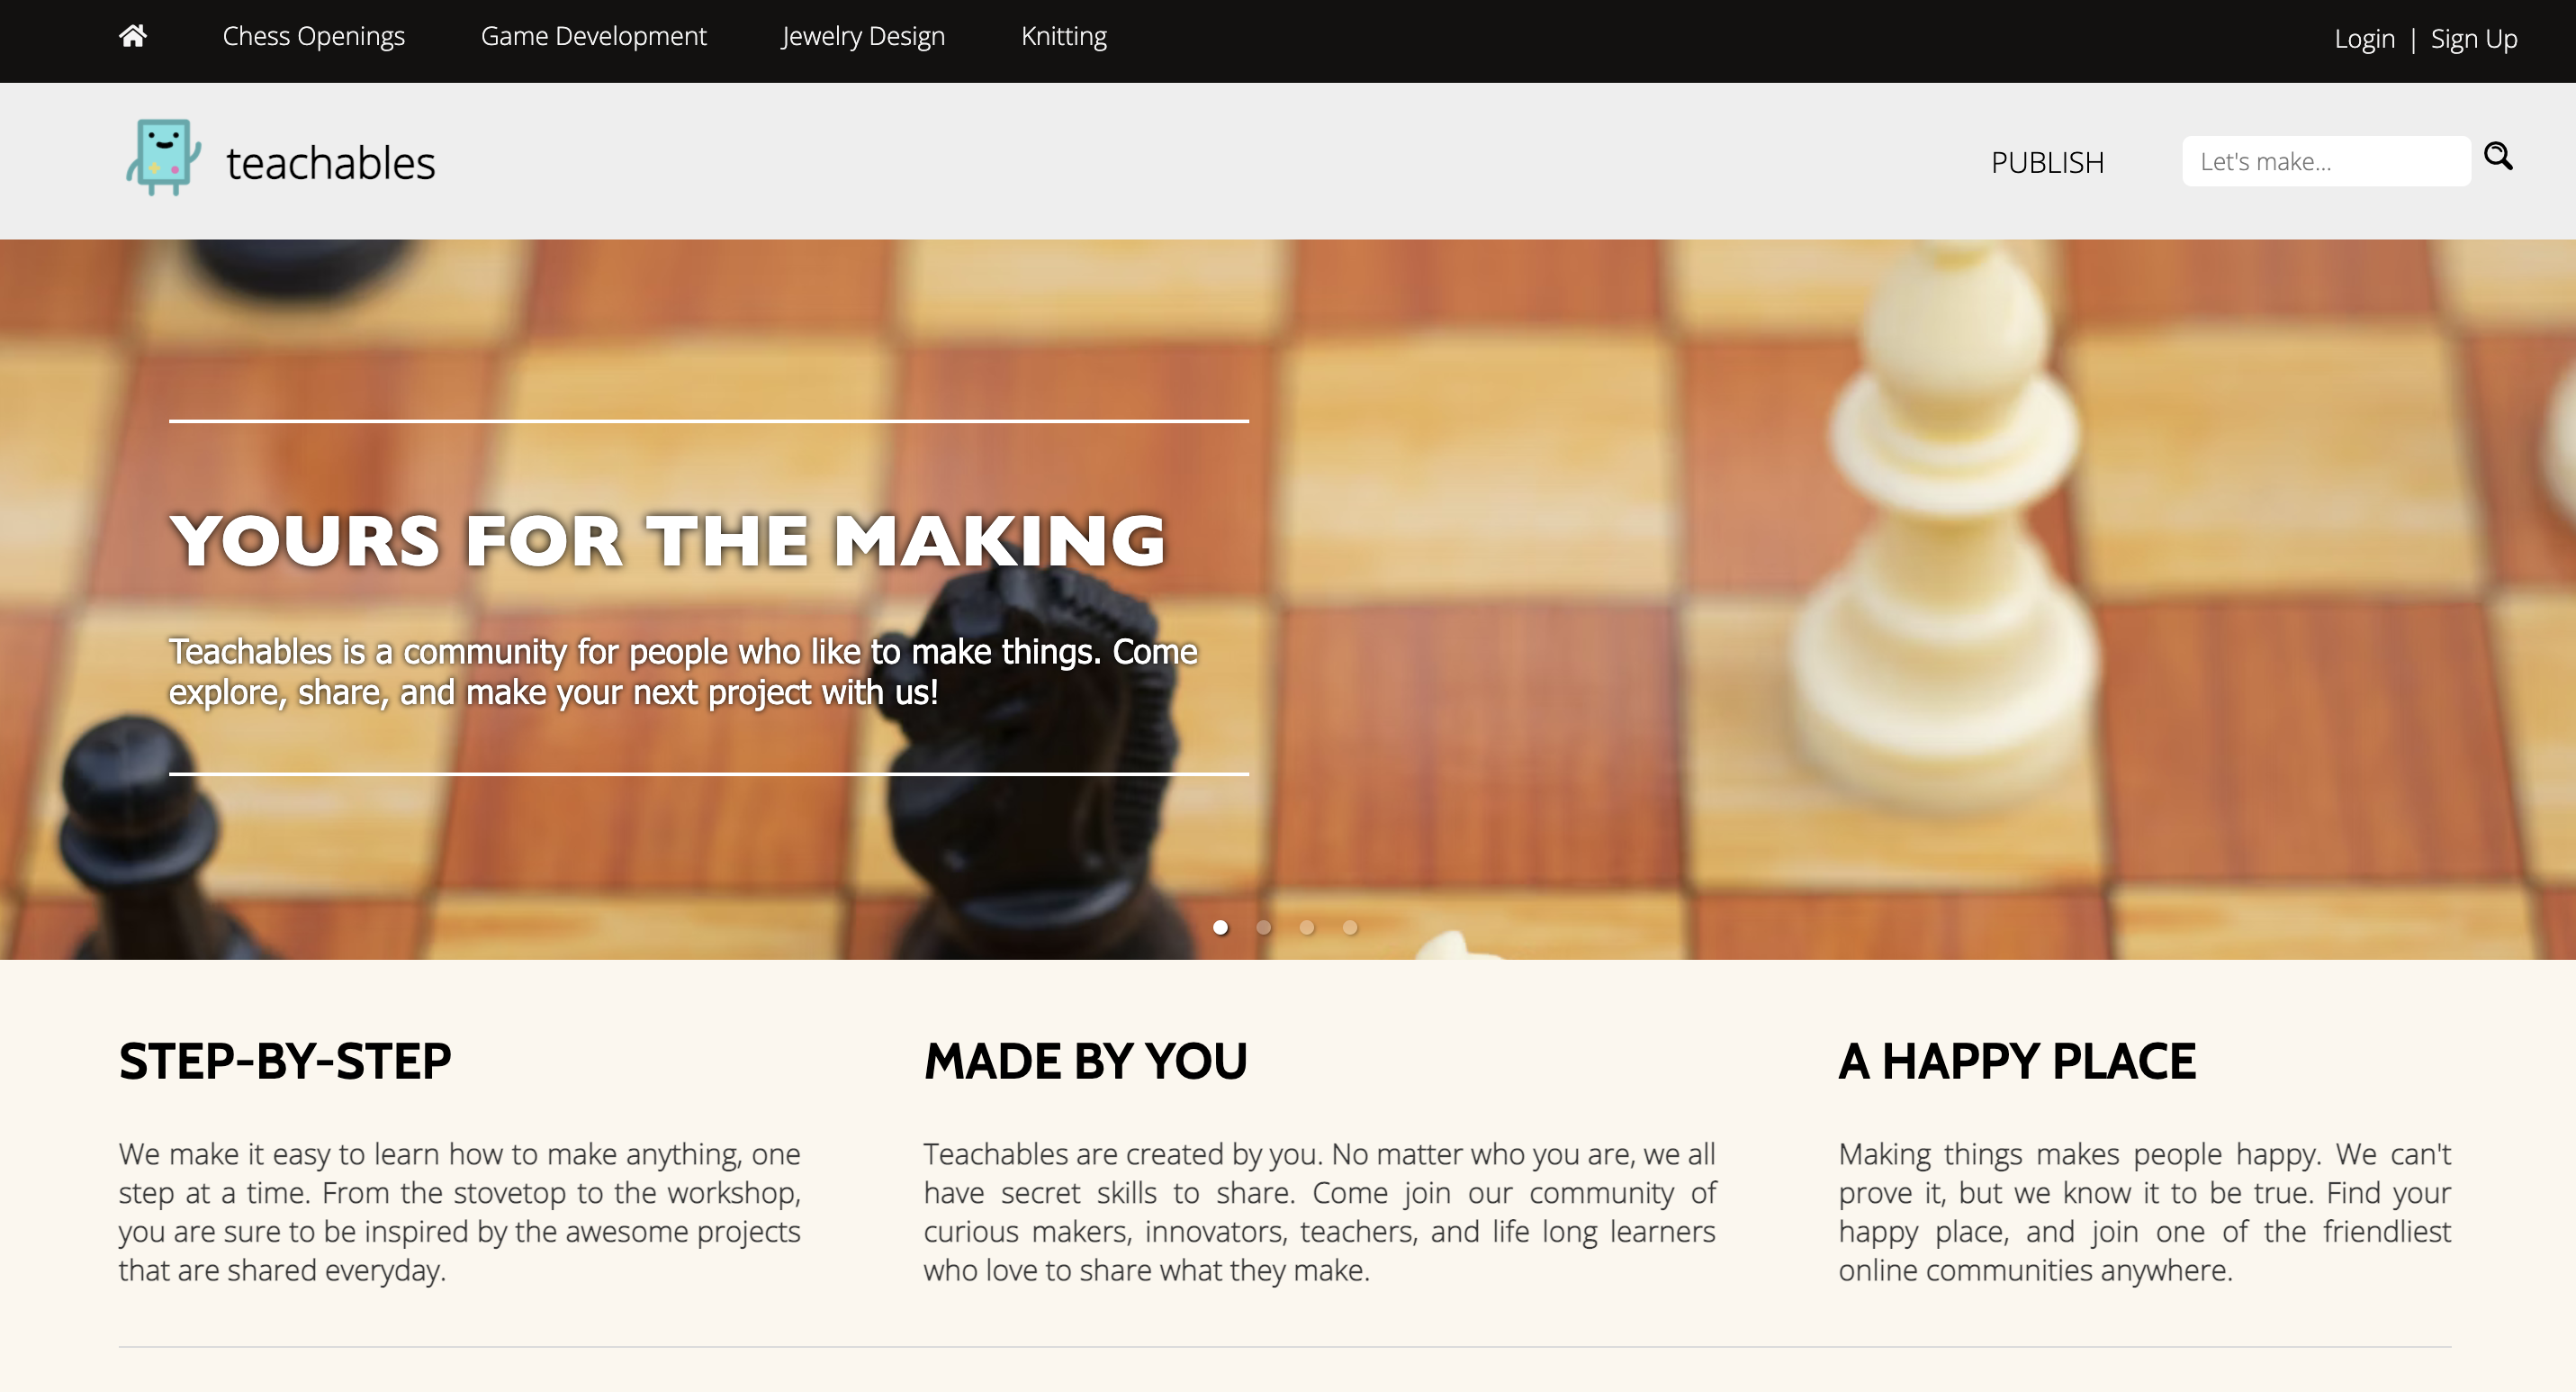 Chess Openings Game Development Jewelry Design Knitting Login | Sign Up
teachables PUBLISH Let's make...
YOURS FOR THE MAKING
Teachables is a community for people who like to make things. Come
explore, share, and make your next project with us!
STEP-BY-STEP
We make it easy to learn how to make anything, one
step at a time. From the stovetop to the workshop,
you are sure to be inspired by the awesome projects
that are shared everyday.
MADE BY YOU
Teachables are created by you. No matter who you are, we all
have secret skills to share. Come join our community of
curious makers, innovators, teachers, and life long learners
who love to share what they make.
A HAPPY PLACE
Making things makes people happy. We can't
prove it, but we know it to be true. Find your
happy place, and join one of the friendliest
online communities anywhere.